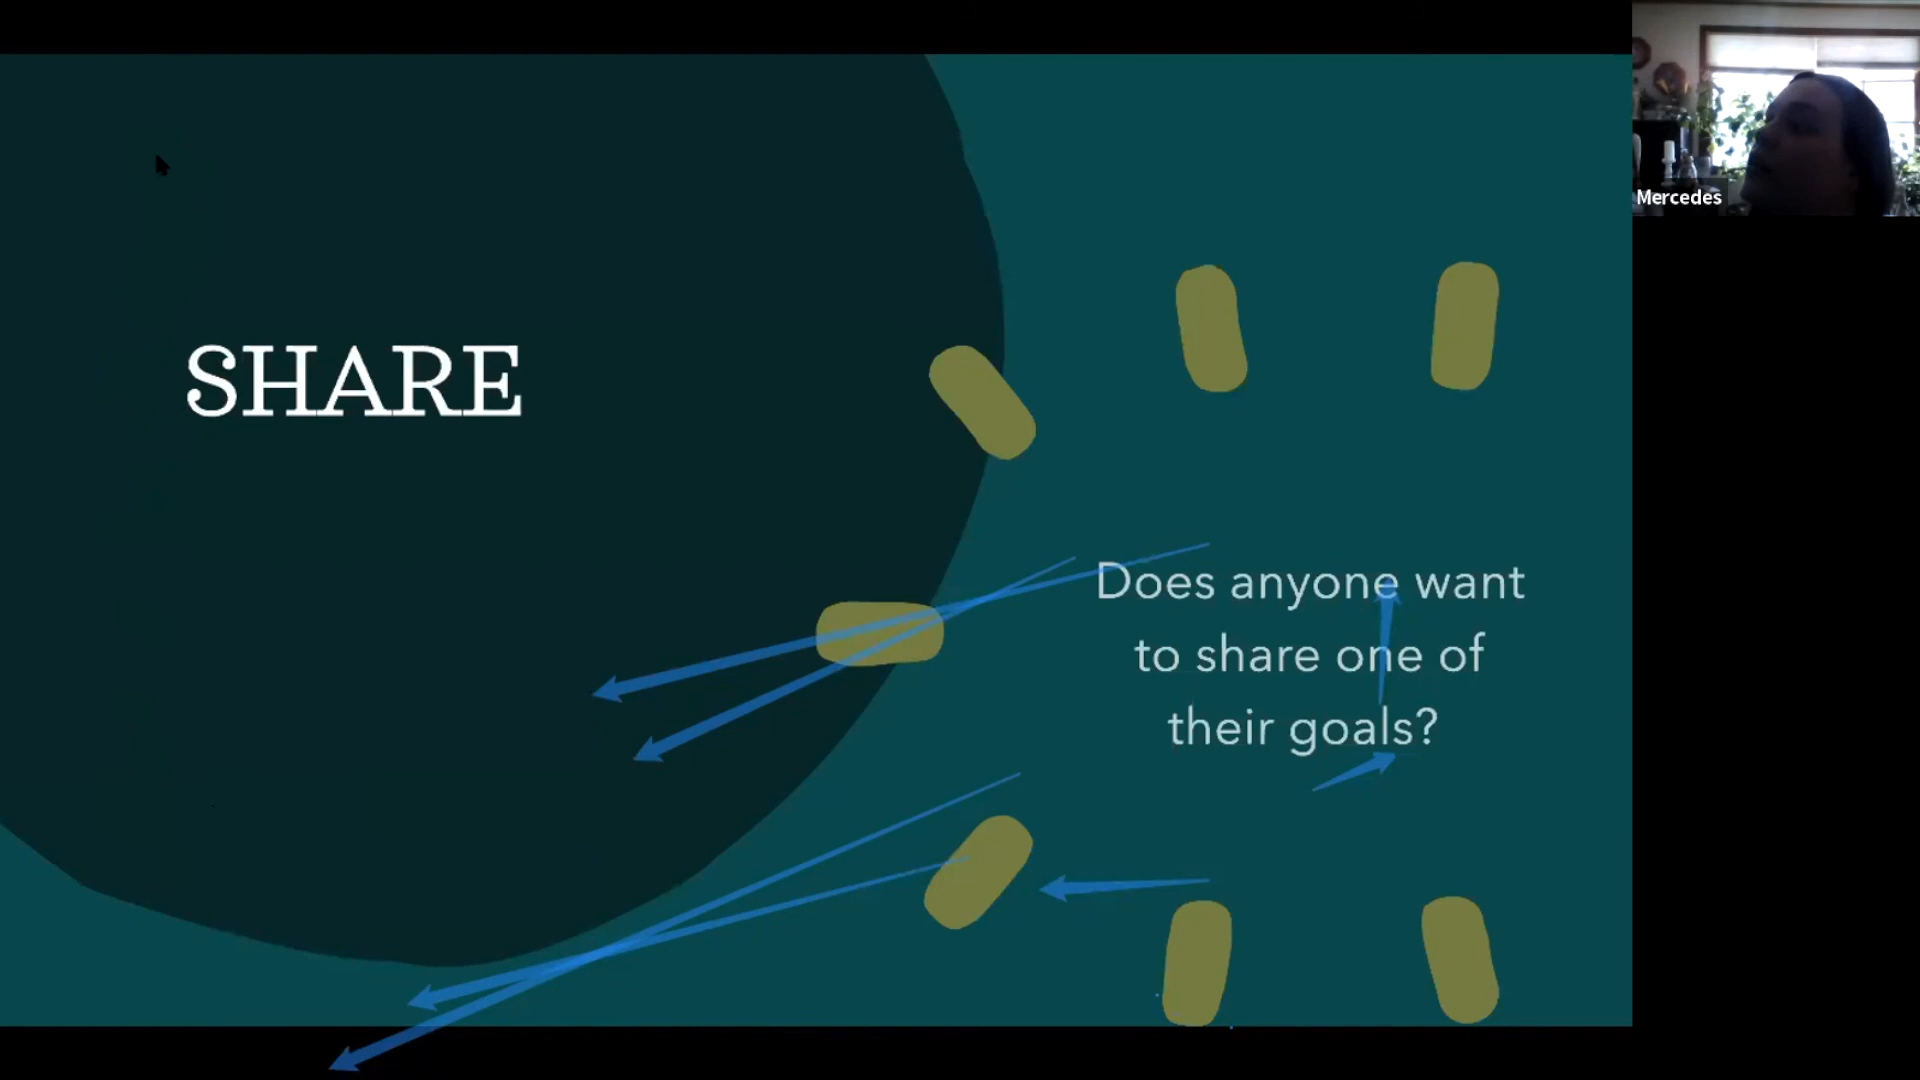 SHARE
Does anyone want
to share one of
their goals?
Mercedes